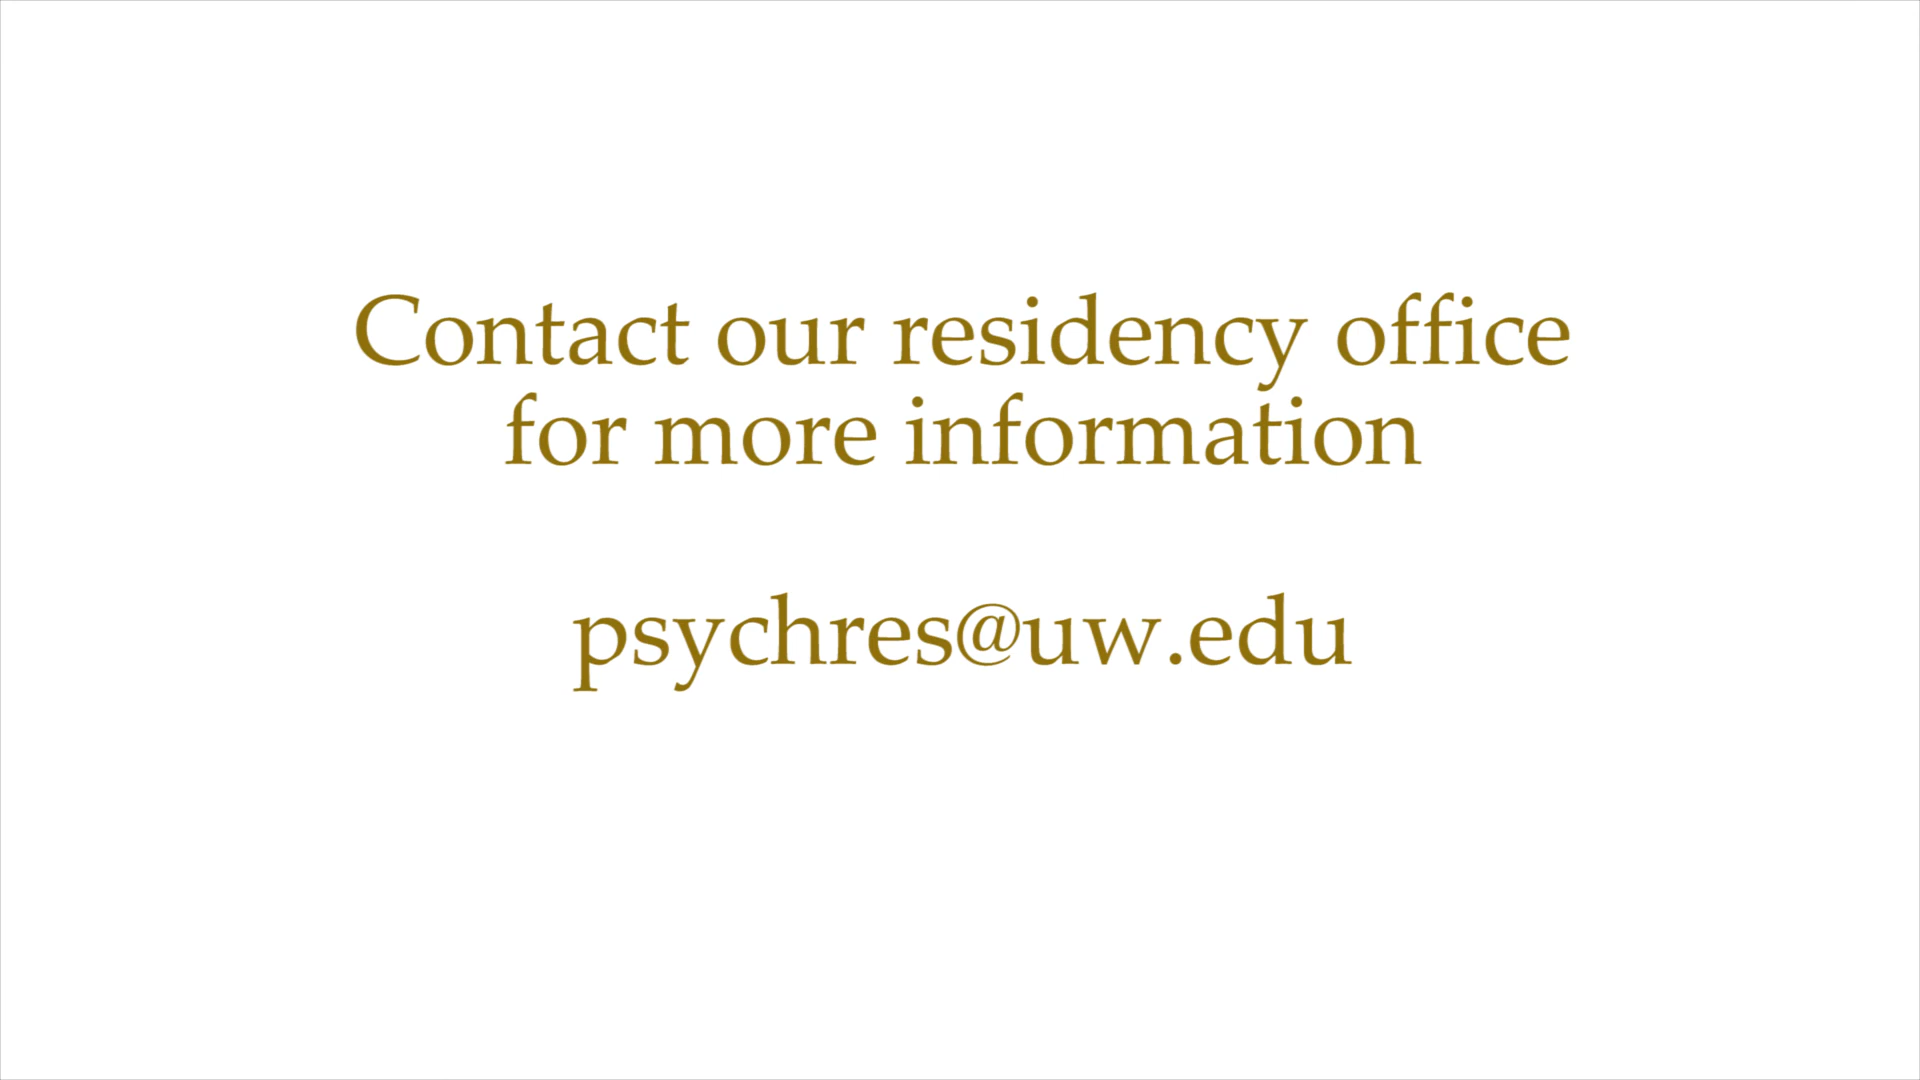 Contact our residency office
for more information
psychres@uw.edu